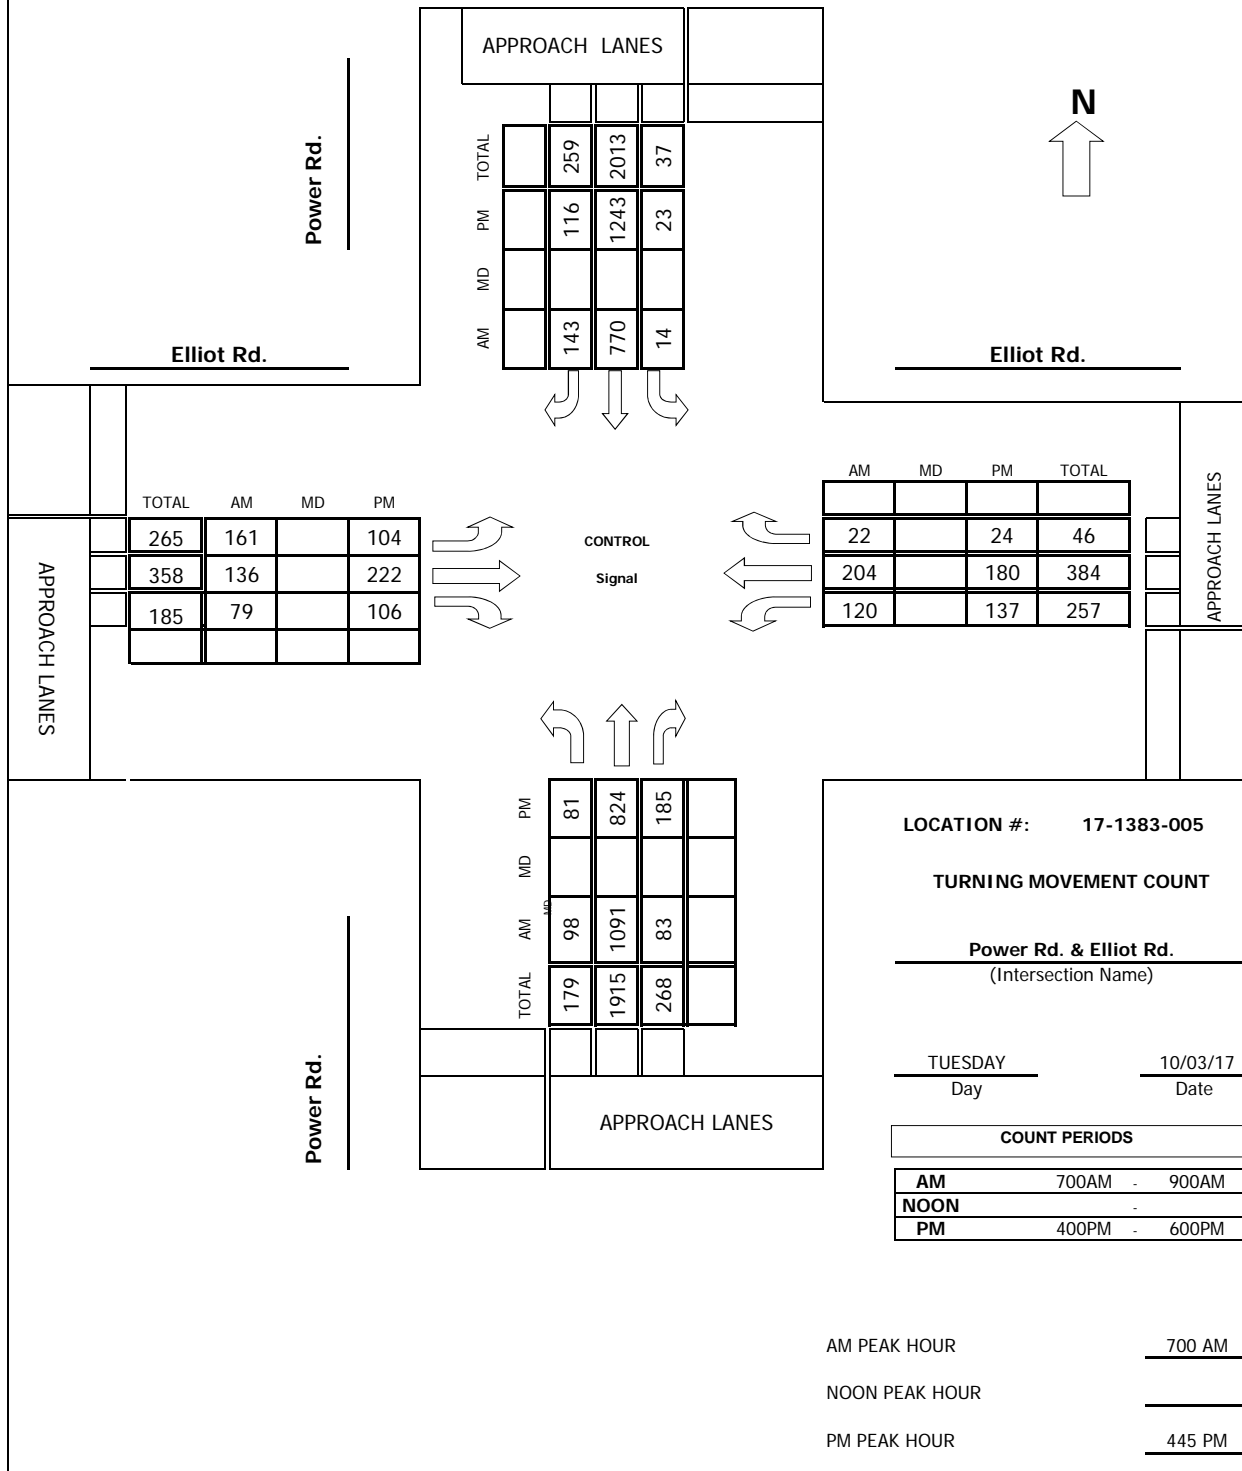 APPROACH LANES
N
Power Rd.
TOTAL 259 2013 37
PM 116 1243 23
MD
AM 143 770 14
Elliot Rd.
Elliot Rd.
TOTAL AM MD PM
265 161 104
358 136 222
185 79 106
APPROACH LANES
CONTROL
Signal
AM MD PM TOTAL
22 24 46
204 180 384
120 137 257
APPROACH LANES
PM 81 824 185
MD
MD
AM 98 1091 83
TOTAL 179 1915 268
Power Rd.
APPROACH LANES
LOCATION #: 17-1383-005
TURNING MOVEMENT COUNT
Power Rd. & Elliot Rd.
(Intersection Name)
TUESDAY 10/03/17
Day Date
COUNT PERIODS
AM 700AM - 900AM
NOON -
PM 400PM - 600PM
AM PEAK HOUR 700 AM
NOON PEAK HOUR
PM PEAK HOUR 445 PM